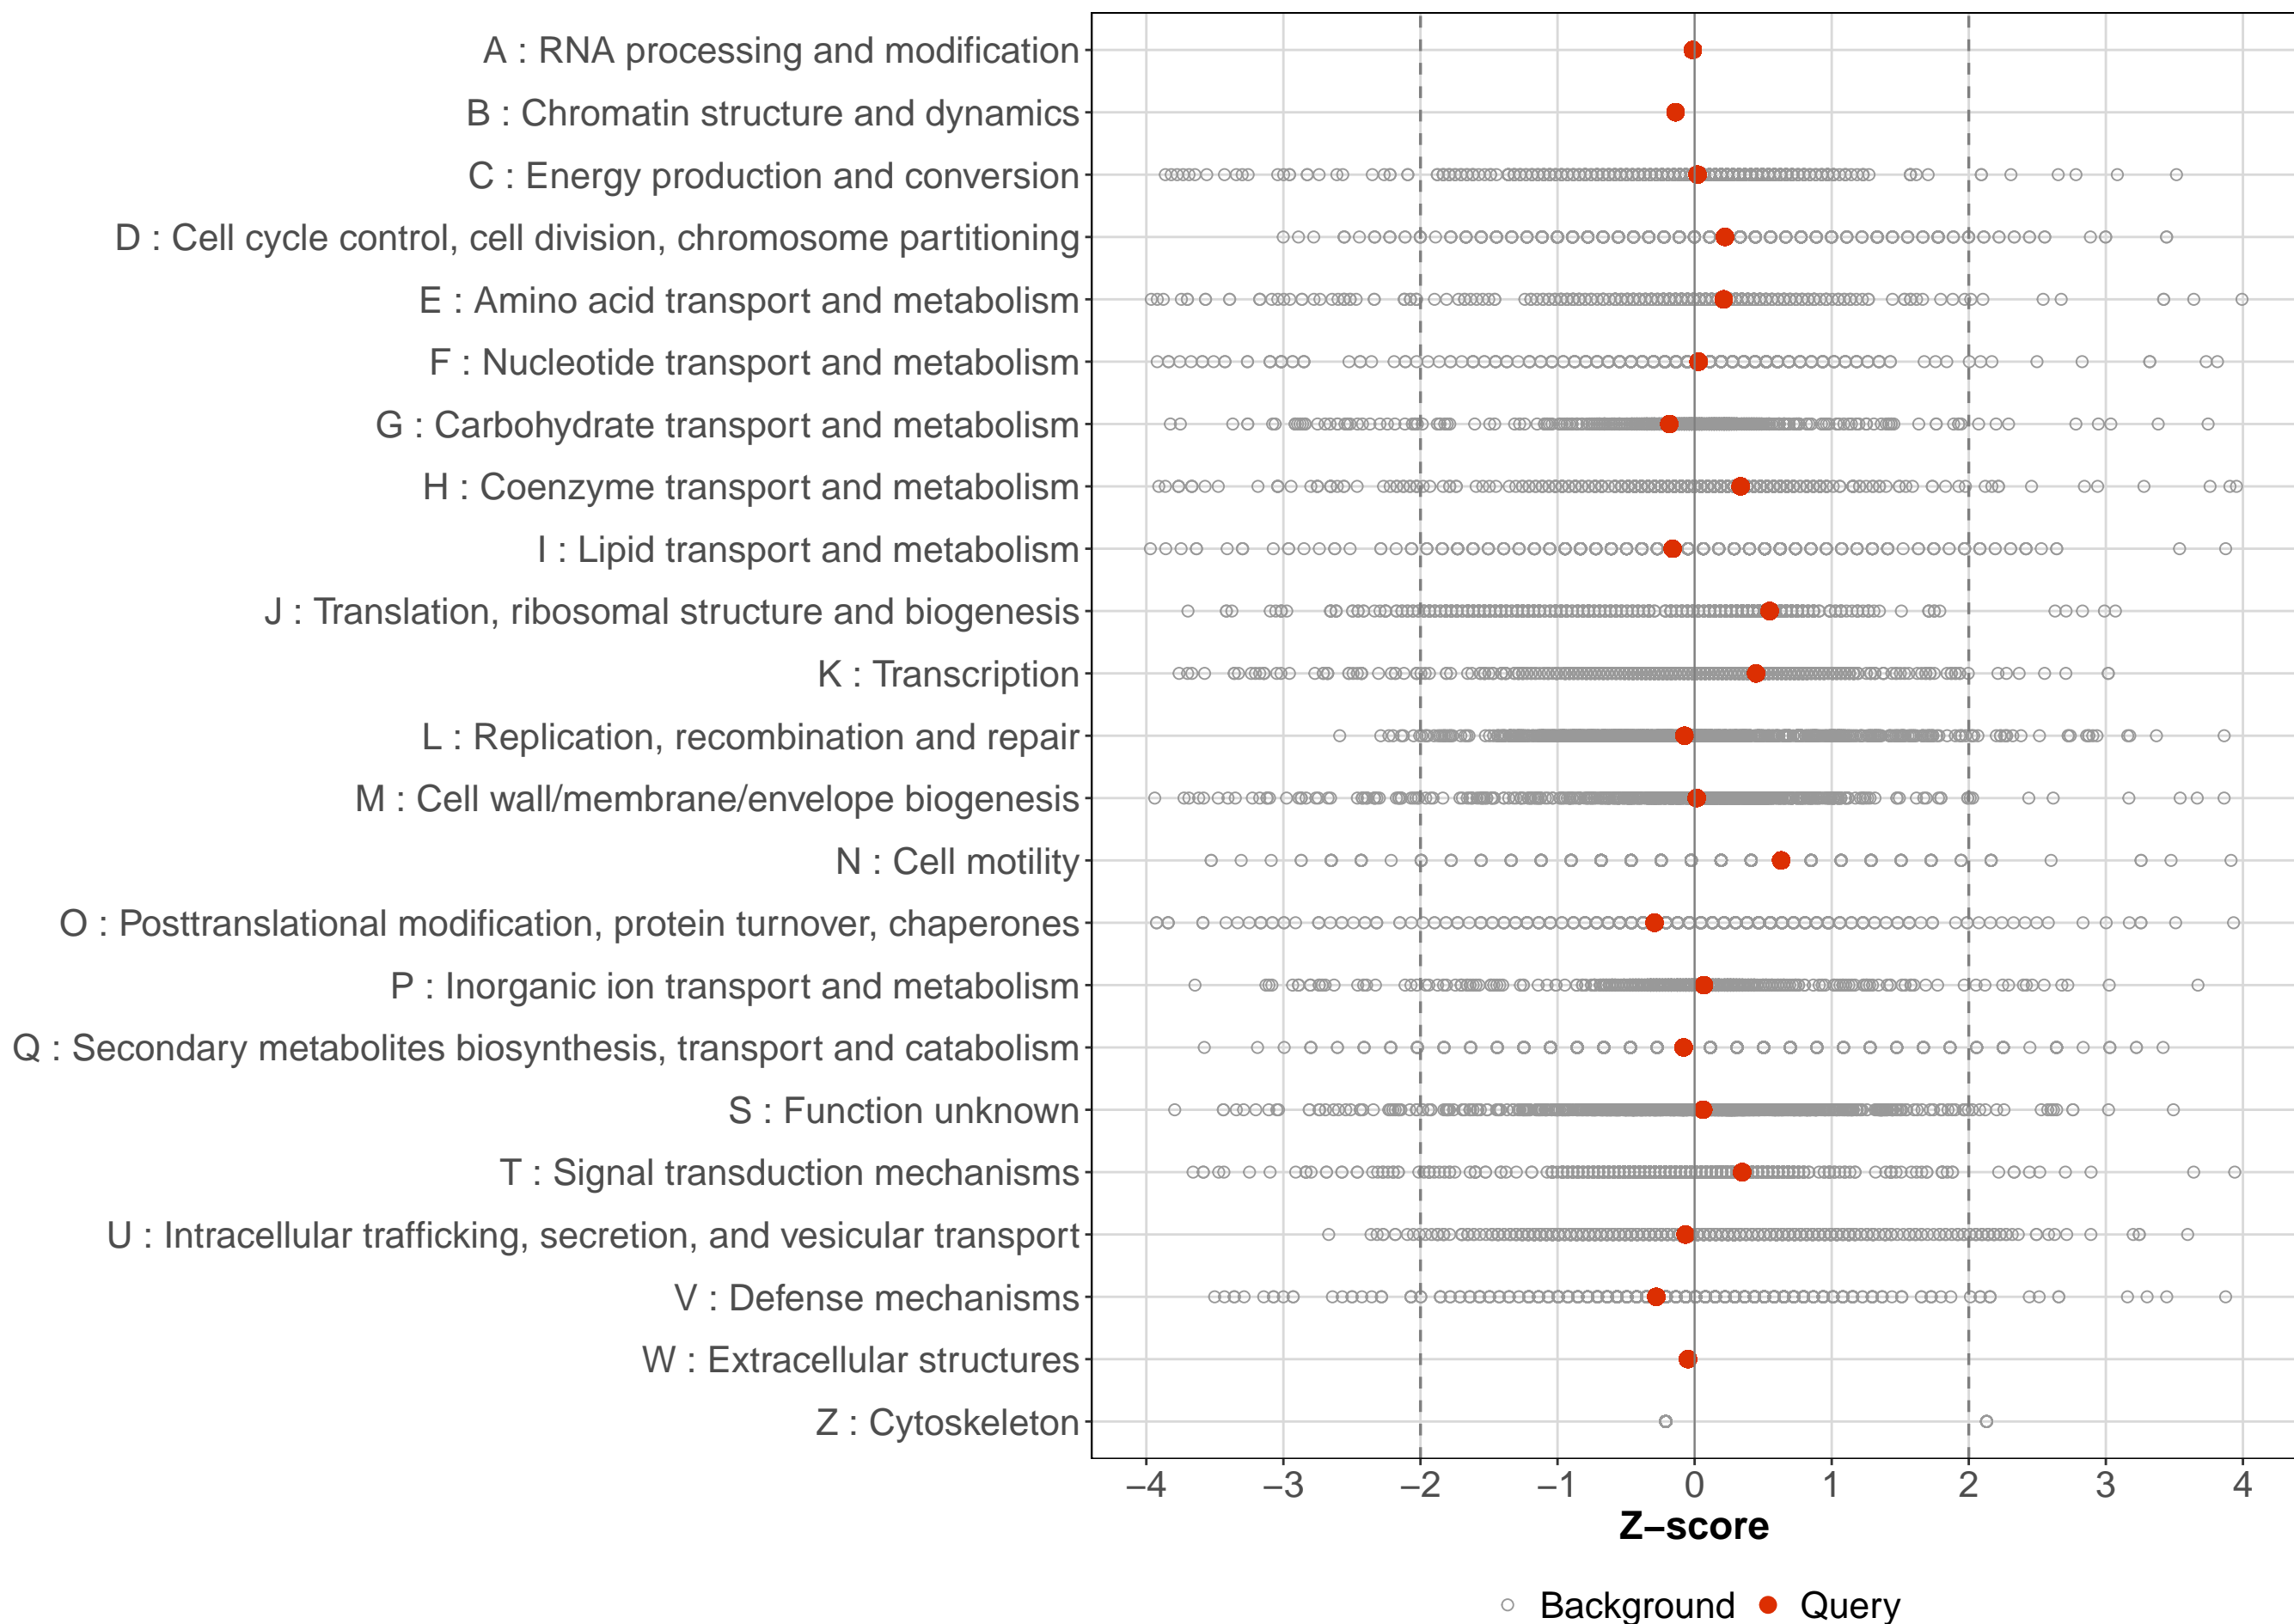 A : RNA processing and modification
B : Chromatin structure and dynamics
C : Energy production and conversion
D : Cell cycle control, cell division, chromosome partitioning
E : Amino acid transport and metabolism
F : Nucleotide transport and metabolism
G : Carbohydrate transport and metabolism
H : Coenzyme transport and metabolism
I : Lipid transport and metabolism
J : Translation, ribosomal structure and biogenesis
K : Transcription
L : Replication, recombination and repair
M : Cell wall/membrane/envelope biogenesis
N : Cell motility
O : Posttranslational modification, protein turnover, chaperones
P : Inorganic ion transport and metabolism
Q : Secondary metabolites biosynthesis, transport and catabolism
S : Function unknown
T : Signal transduction mechanisms
U : Intracellular trafficking, secretion, and vesicular transport
V : Defense mechanisms
W : Extracellular structures
Z : Cytoskeleton
−4 −3 −2 −1 0 1 2 3 4
Z−score
Background Query